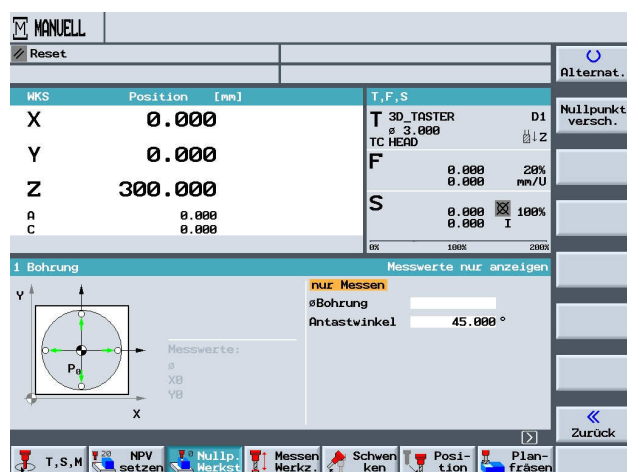 M MANUELL
// Reset
Alternat.
WKS Position [mm]
T,F,S
X 0.000
Y 0.000
Z 300.000
A 0.000
C 0.000
T 3D_TASTER D1
ø 3.000 Z
TC HEAD
F 0.000 20%
0.000 mm/U
S 0.000 100%
0.000 I
0% 100% 200%
Nullpunkt
versch.
1 Bohrung
Messwerte nur anzeigen
nur Messen
øBohrung
Antastwinkel 45.000 °
Y
P0
X
Messwerte:
ø
X0
Y0
Zurück
T,S,M
NPV
setzen
Nullp.
Werkst
Messen
Werkz.
Schwen
ken
Posi-
tion
Plan-
fräsen